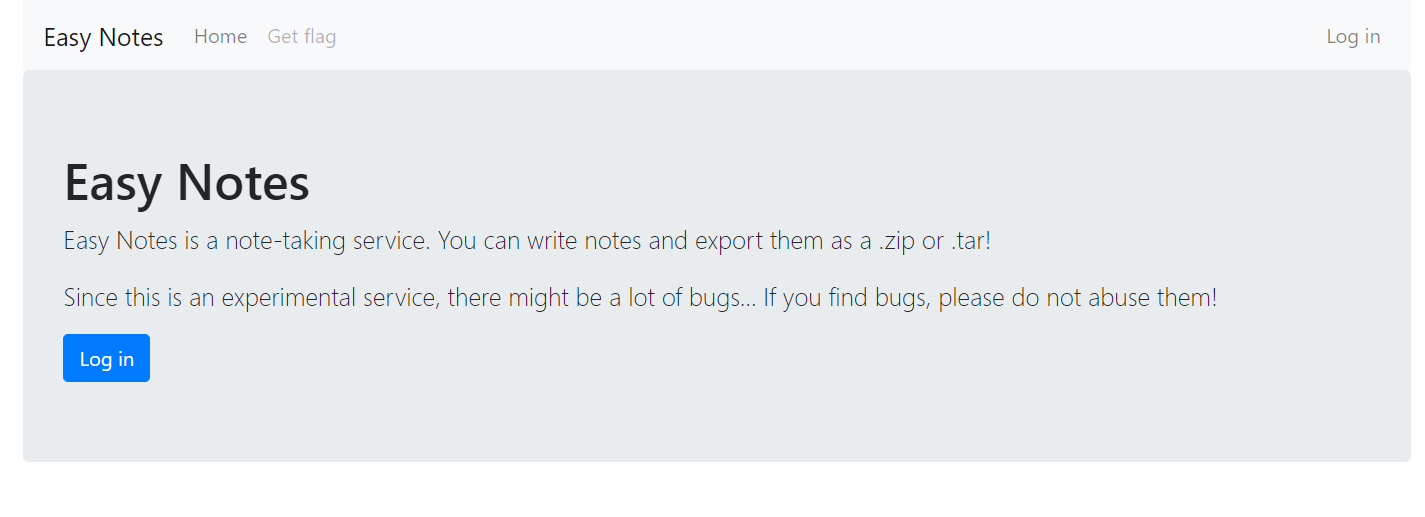 Easy Notes Home Get flag Log in
Easy Notes
Easy Notes is a note-taking service. You can write notes and export them as a .zip or .tar!
Since this is an experimental service, there might be a lot of bugs... If you find bugs, please do not abuse them!
Log in